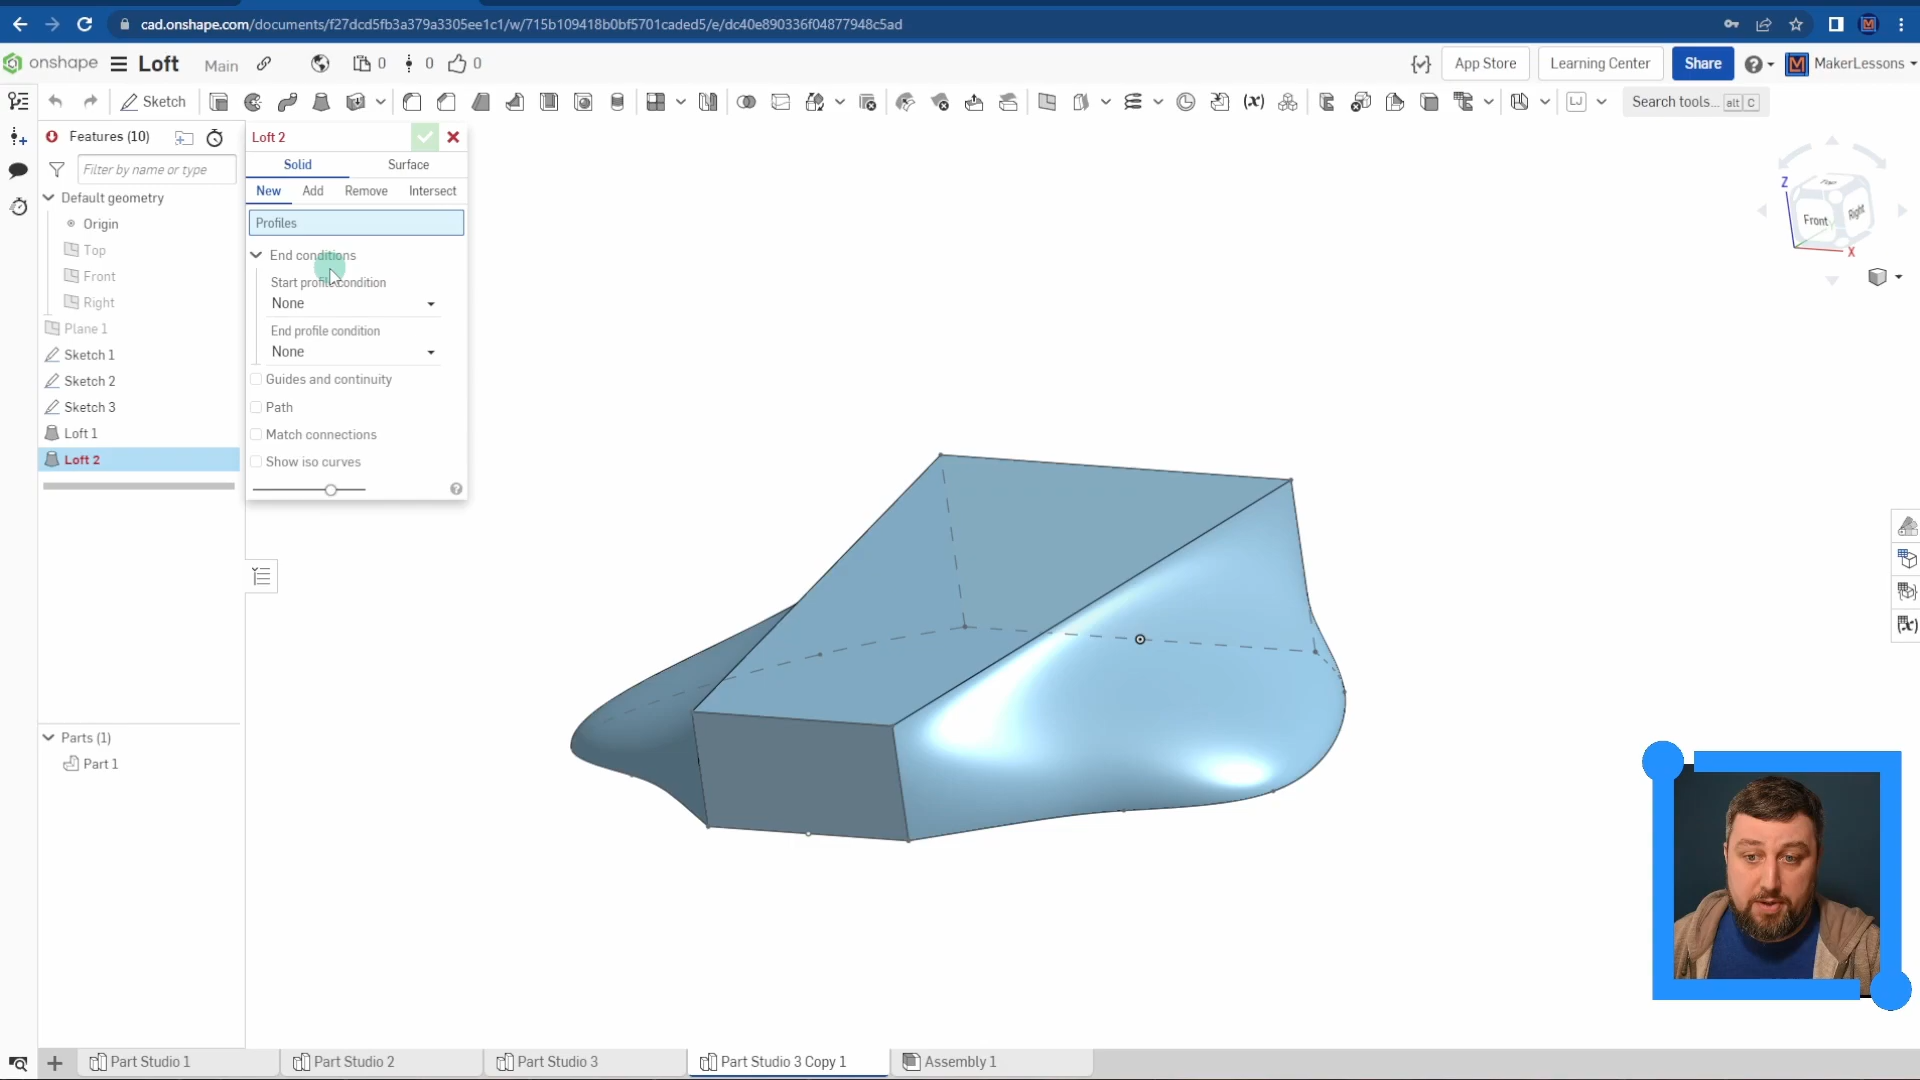 cad.onshape.com/documents/f27dcd5fb3a379a3305ee1c1/w/715b109418b0bf5701caded5/e/dc40e890336f04877948c5ad
onshape Loft Main 0 0 0 App Store Learning Center Share MakerLessons
Sketch Search tools... alt C
Features (10)
Filter by name or type
Default geometry
Origin
Top
Front
Right
Plane 1
Sketch 1
Sketch 2
Sketch 3
Loft 1
Loft 2
Parts (1)
Part 1
Loft 2
Solid Surface
New Add Remove Intersect
Profiles
End conditions
Start profile condition
None
End profile condition
None
Guides and continuity
Path
Match connections
Show iso curves
Z
Front Right
X
Part Studio 1 Part Studio 2 Part Studio 3 Part Studio 3 Copy 1 Assembly 1